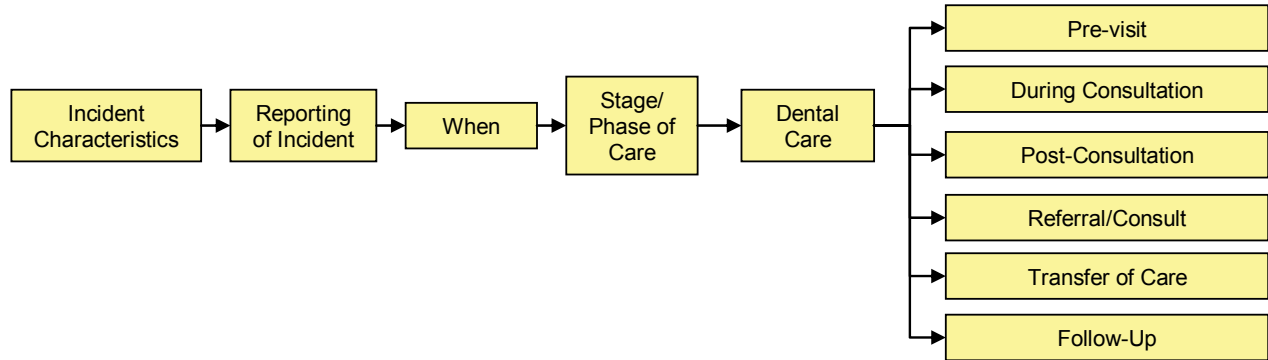 Incident
Characteristics
Reporting
of Incident
When
Stage/
Phase of
Care
Dental
Care
Pre-visit
During Consultation
Post-Consultation
Referral/Consult
Transfer of Care
Follow-Up